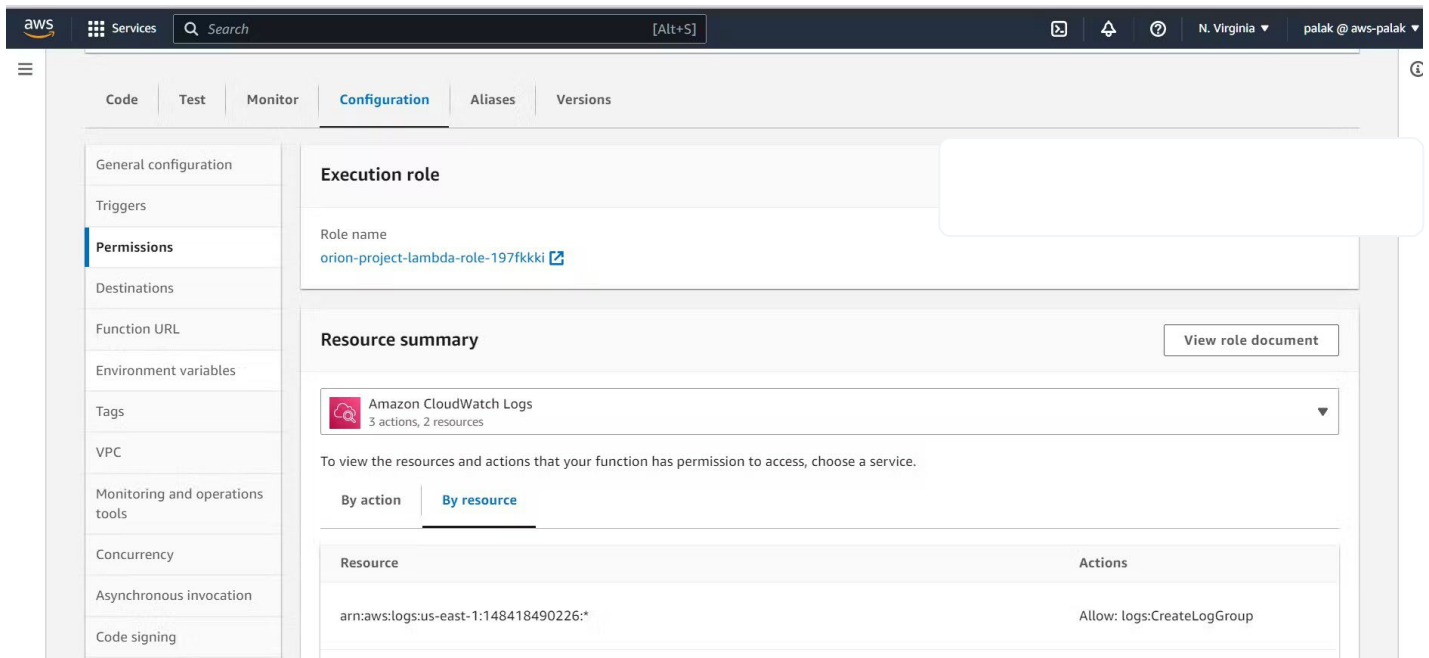 aws
Services
Search
[Alt+S]
N. Virginia ▼
palak @ aws-palak ▼
Code
Test
Monitor
Configuration
Aliases
Versions
General configuration
Triggers
Permissions
Destinations
Function URL
Environment variables
Tags
VPC
Monitoring and operations
tools
Concurrency
Asynchronous invocation
Code signing
Execution role
Role name
orion-project-lambda-role-197fkkki
Resource summary
View role document
Amazon CloudWatch Logs
3 actions, 2 resources
To view the resources and actions that your function has permission to access, choose a service.
By action
By resource
Resource
Actions
arn:aws:logs:us-east-1:148418490226:*
Allow: logs:CreateLogGroup